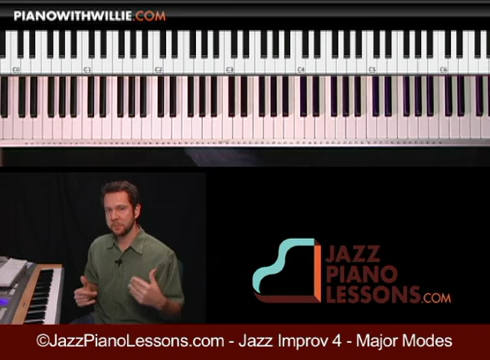 PIANOWITHWILLIE.COM
C0 C1 C2 C3 C4 C5 C6
JAZZ
PIANO
LESSONS.COM
©JazzPianoLessons.com - Jazz Improv 4 - Major Modes